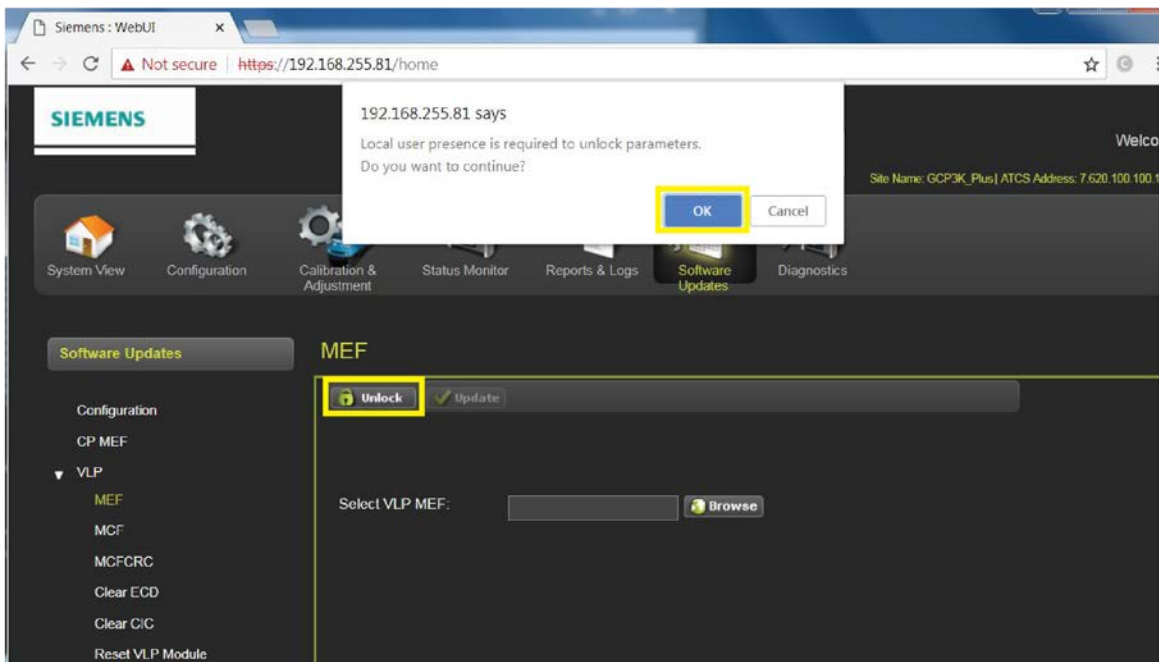 Siemens : WebUI
Not secure | https://192.168.255.81/home
SIEMENS
192.168.255.81 says
Local user presence is required to unlock parameters.
Do you want to continue?
OK
Cancel
Welco
Site Name: GCP3K_Plus| ATCS Address: 7.620.100.100.1
System View
Configuration
Calibration &
Adjustment
Status Monitor
Reports & Logs
Software
Updates
Diagnostics
Software Updates
MEF
Unlock
Update
Configuration
CP MEF
VLP
MEF
Select VLP MEF:
Browse
MCF
MCFCRC
Clear ECD
Clear CIC
Reset VLP Module